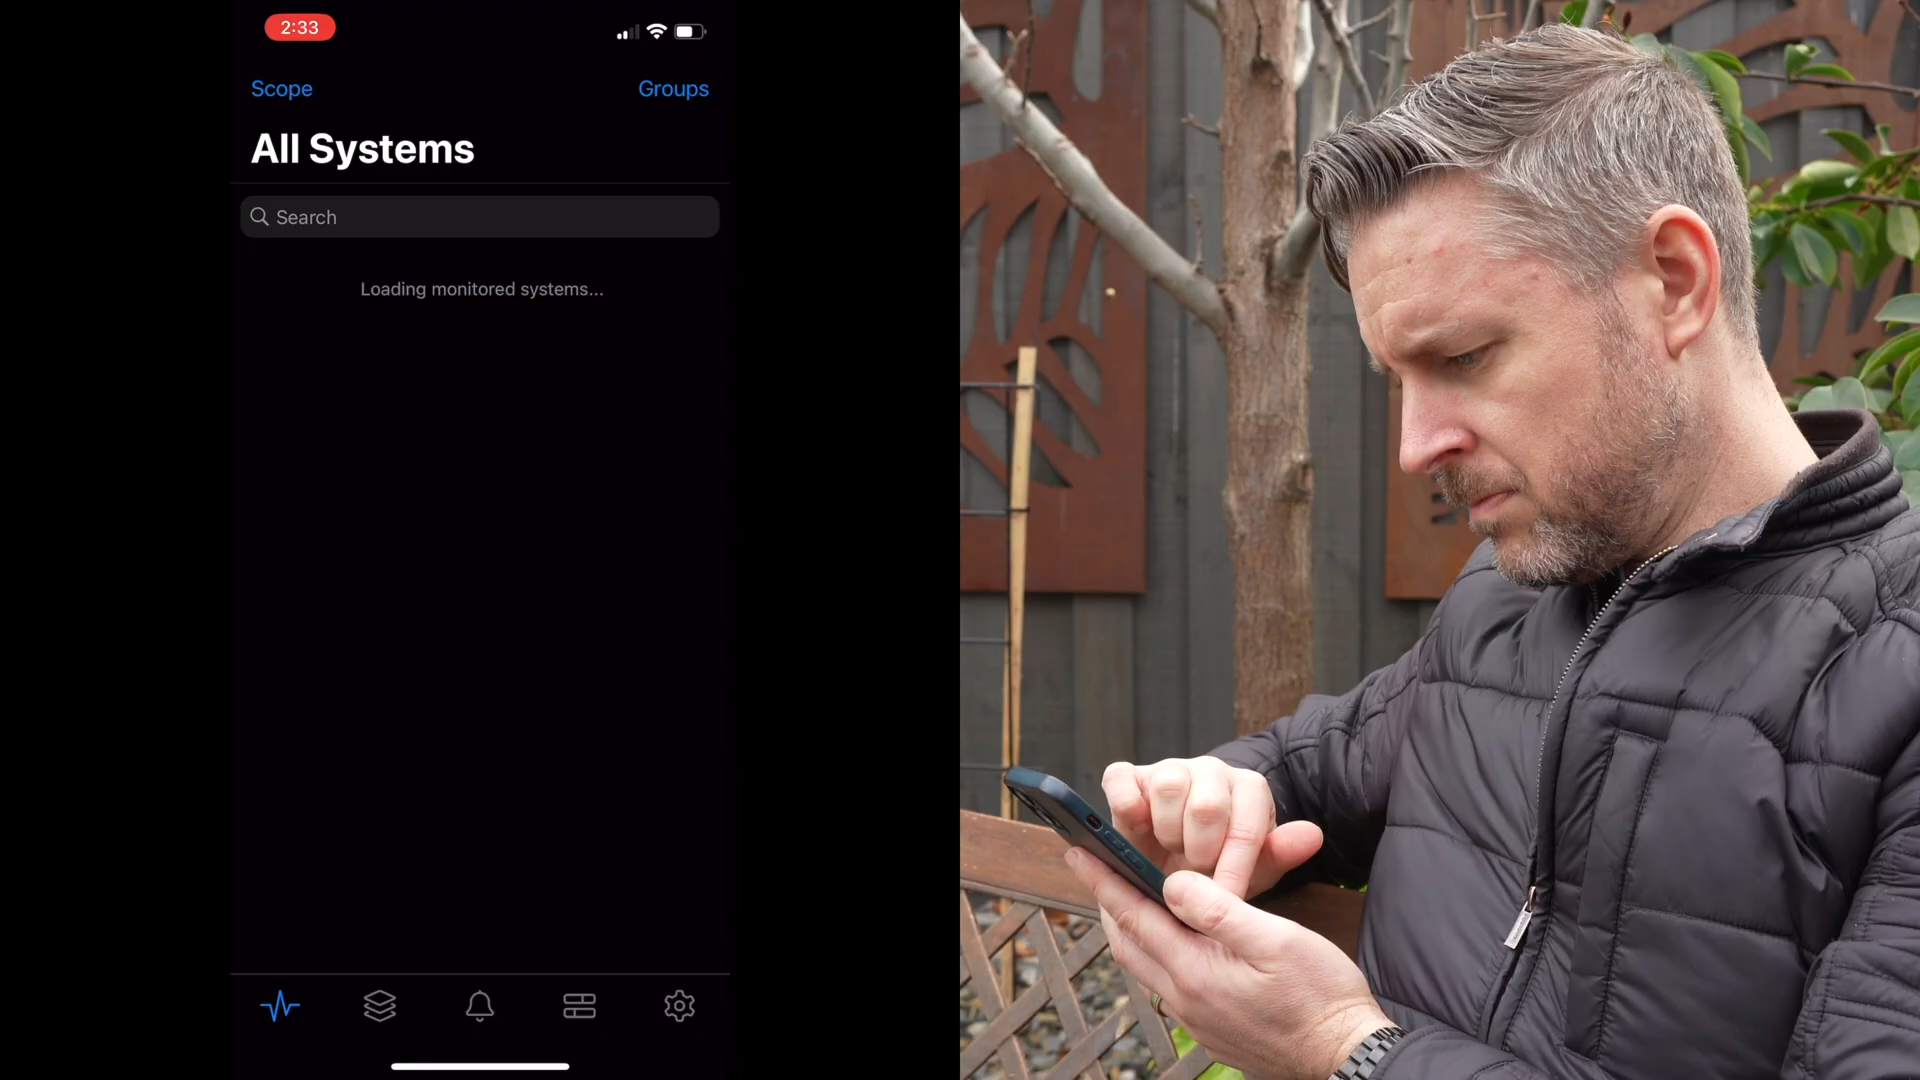 2:33
Scope Groups
All Systems
Search
Loading monitored systems...